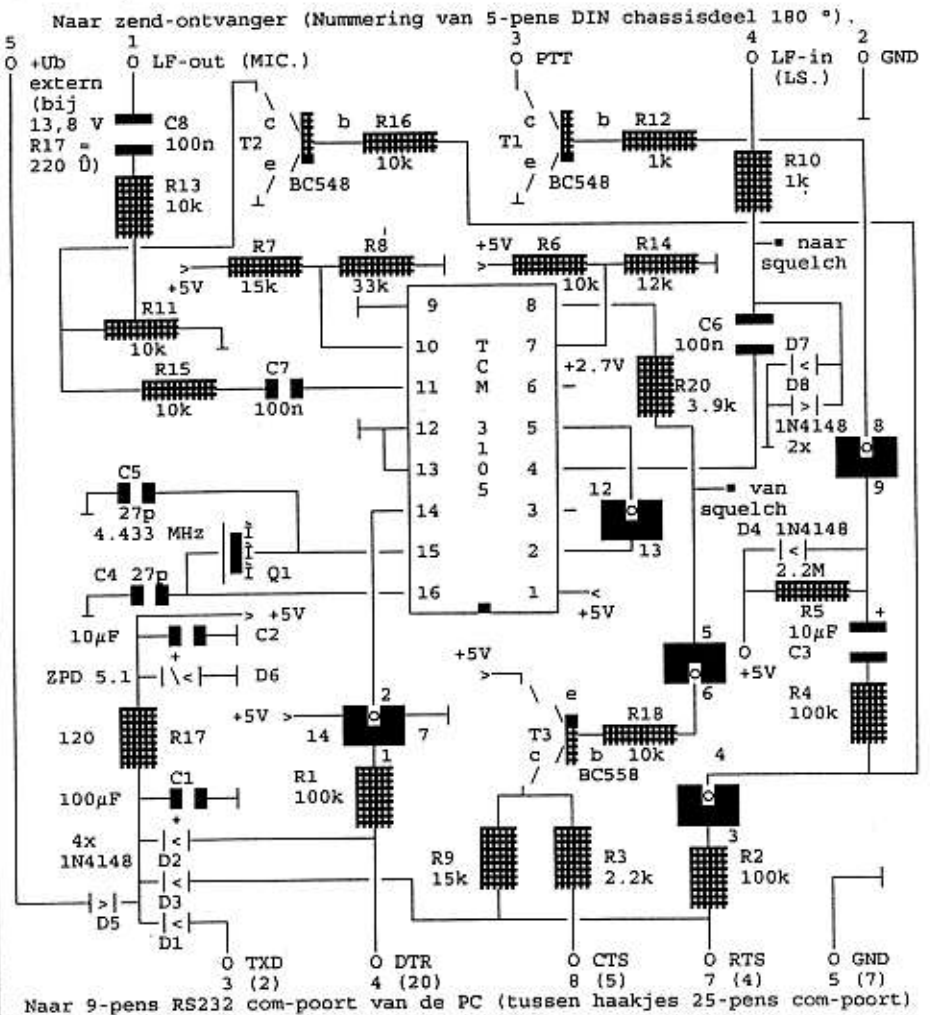 Naar zend-ontvanger (Nummering van 5-pens DIN chassisdeel 180 °).
5 1 3 4 2
+Ub LF-out (MIC.) PTT LF-in GND
extern (LS.)
(bij
13,8 V C8 b R16 b R12
R17 = 100n T2 c T1 c R10
220 Û) e 10k e 1k 1k
R13 BC548 BC548
10k
R7 R8 +5V R6 R14 naar
+5V 15k 33k 10k 12k squelch
R11 9 8 C6
10k 10 T 7 100n D7
R15 C7 11 C +2.7V R20 D8
10k 100n M 6 3.9k 1N4148 8
12 3 5 2x
13 1 4 12 9
C5 0 van
27p 14 5 3 squelch
4.433 MHz 15 2 13 D4 1N4148
C4 27p Q1 16 1 2.2M
+5V +5V R5 +
10µF C2 5 10µF
+ +5V +5V C3
ZPD 5.1 D6 e 6 R4
+5V 2 T3 R18 100k
120 R17 14 7 c b 10k 4
1 BC558
C1 R1
100µF 100k
+ 3
4x R9 R3 R2
1N4148 D2 15k 2.2k 100k
D3
D5 D1
TXD DTR CTS RTS GND
3 (2) 4 (20) 8 (5) 7 (4) 5 (7)
Naar 9-pens RS232 com-poort van de PC (tussen haakjes 25-pens com-poort)